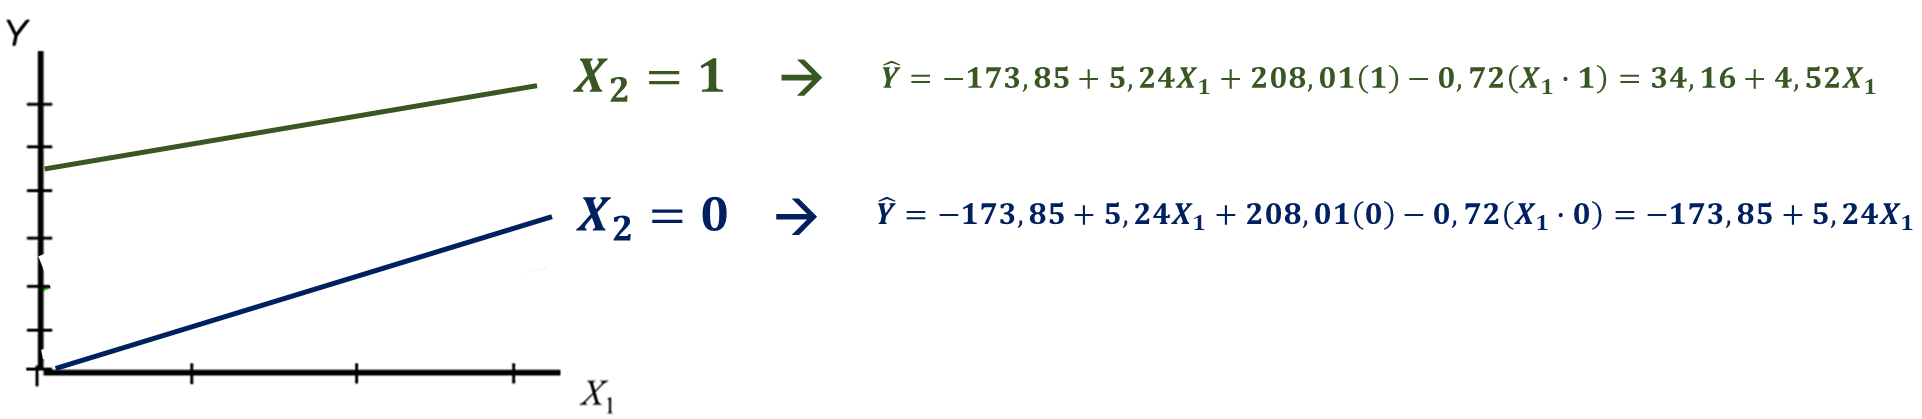 Y
X₂ = 1 → Ŷ = −173,85 + 5,24X₁ + 208,01(1) − 0,72(X₁ · 1) = 34,16 + 4,52X₁
X₂ = 0 → Ŷ = −173,85 + 5,24X₁ + 208,01(0) − 0,72(X₁ · 0) = −173,85 + 5,24X₁
X₁